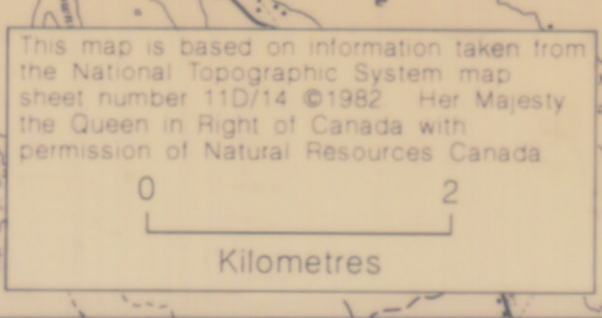 This map is based on information taken from
the National Topographic System map
sheet number 11D/14 ©1982. Her Majesty
the Queen in Right of Canada with
permission of Natural Resources Canada.
0 2
Kilometres